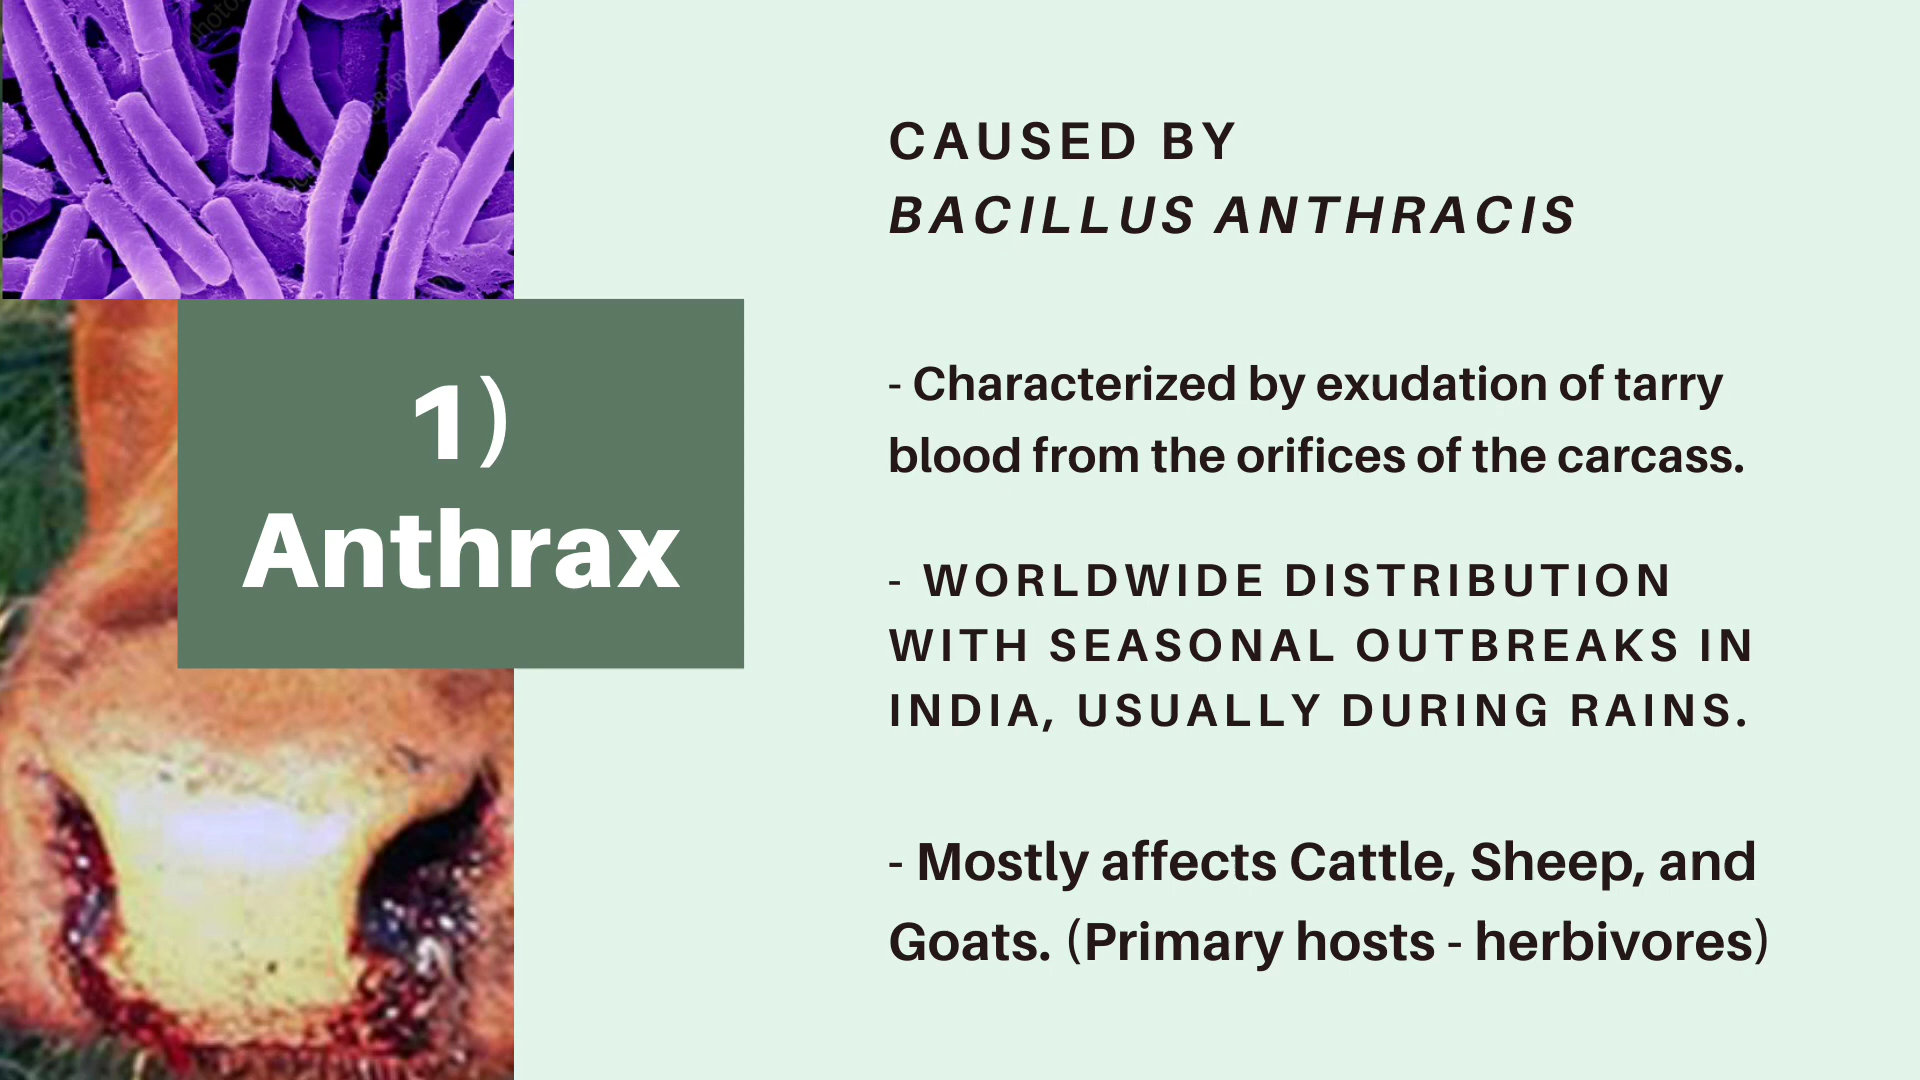 1)
Anthrax
CAUSED BY
BACILLUS ANTHRACIS
- Characterized by exudation of tarry
blood from the orifices of the carcass.
- WORLDWIDE DISTRIBUTION
WITH SEASONAL OUTBREAKS IN
INDIA, USUALLY DURING RAINS.
- Mostly affects Cattle, Sheep, and
Goats. (Primary hosts - herbivores)